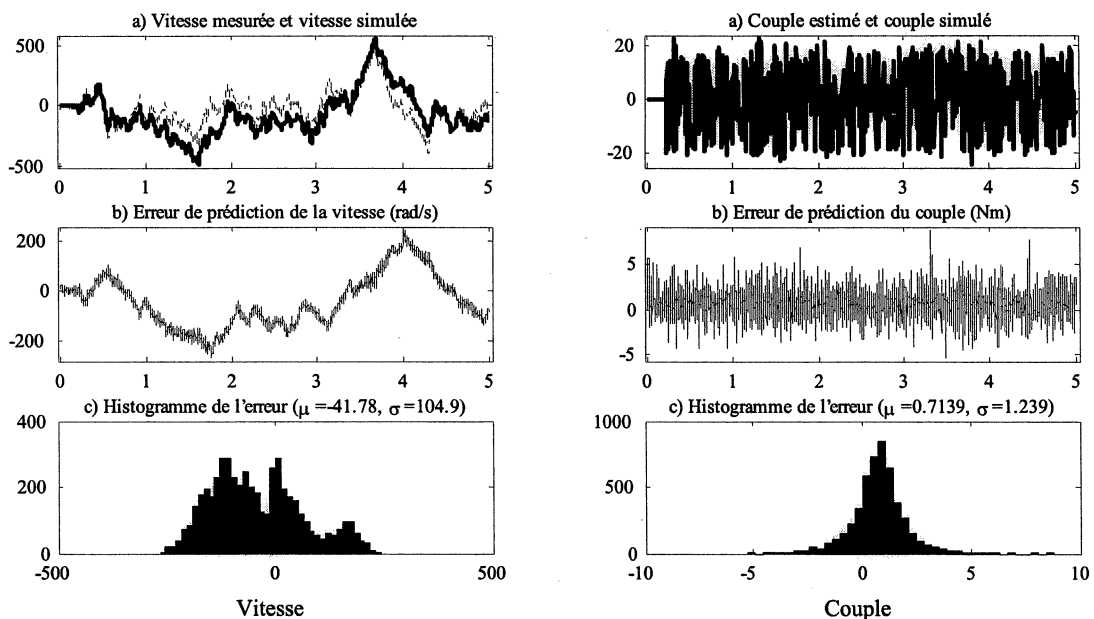 a) Vitesse mesurée et vitesse simulée
500
0
-500
0 1 2 3 4 5
b) Erreur de prédiction de la vitesse (rad/s)
200
0
-200
0 1 2 3 4 5
c) Histogramme de l'erreur (μ =-41.78, σ=104.9)
400
200
0
-500 0 500
Vitesse
a) Couple estimé et couple simulé
20
0
-20
0 1 2 3 4 5
b) Erreur de prédiction du couple (Nm)
5
0
-5
0 1 2 3 4 5
c) Histogramme de l'erreur (μ =0.7139, σ=1.239)
1000
500
0
-10 -5 0 5 10
Couple